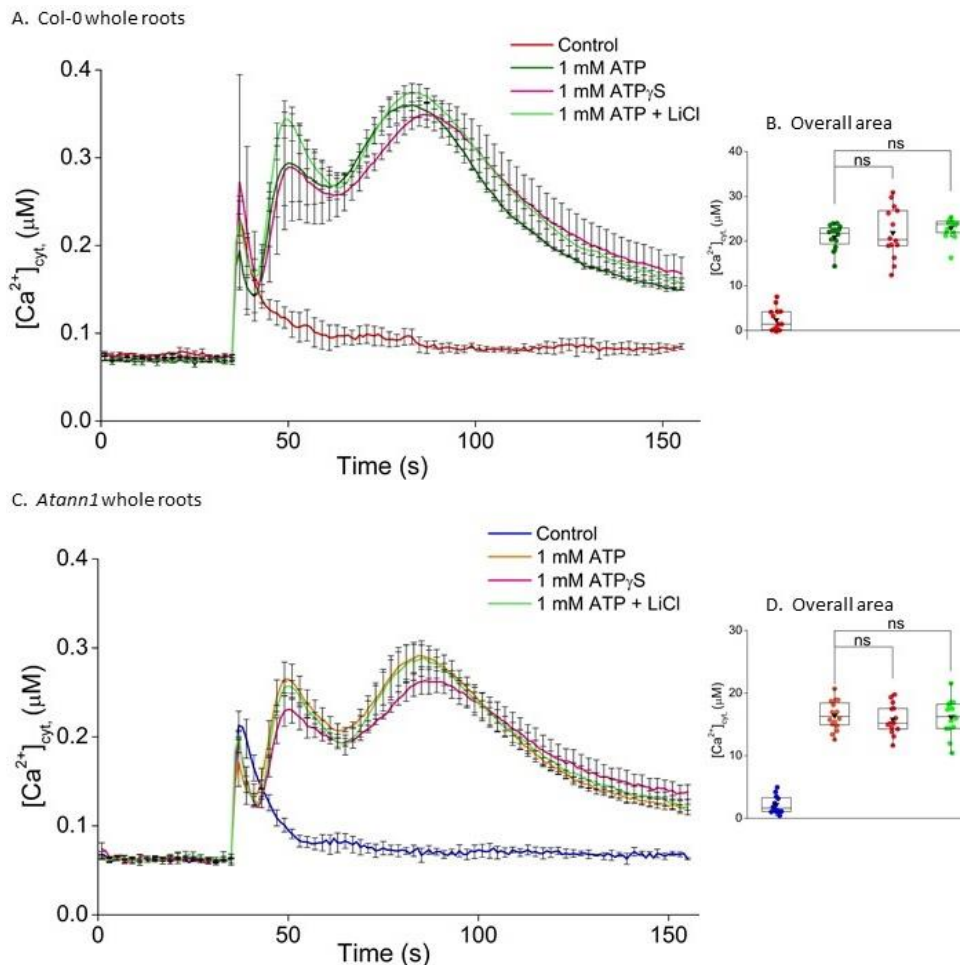 A. Col-0 whole roots
Control
1 mM ATP
1 mM ATPγS
1 mM ATP + LiCl
0.4
0.3
0.2
0.1
0.0
[Ca²⁺]cyt, (μM)
0
50
100
150
Time (s)
B. Overall area
40
30
20
10
0
[Ca²⁺]cyt, (μM)
ns
ns
C. Atann1 whole roots
Control
1 mM ATP
1 mM ATPγS
1 mM ATP + LiCl
0.4
0.3
0.2
0.1
0.0
[Ca²⁺]cyt, (μM)
0
50
100
150
Time (s)
D. Overall area
30
20
10
0
[Ca²⁺]cyt, (μM)
ns
ns